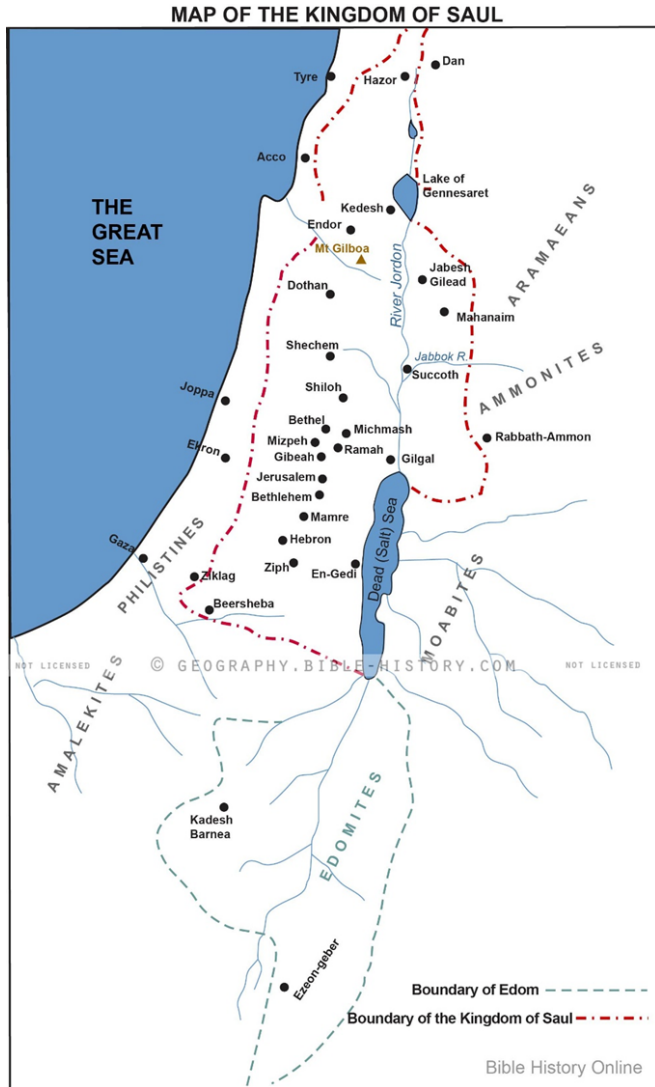 MAP OF THE KINGDOM OF SAUL
Dan
Tyre
Hazor
Acco
Lake of
Gennesaret
THE
GREAT
SEA
Kedesh
Endor
Mt Gilboa
ARAMAEANS
River Jordon
Jabesh
Gilead
Dothan
Mahanaim
Shechem
Jabbok R.
Succoth
AMMONITES
Joppa
Shiloh
Bethel
Michmash
Rabbath-Ammon
Mizpeh
Ramah
Ekron
Gibeah
Gilgal
Jerusalem
Bethlehem
Mamre
Dead (Salt) Sea
PHILISTINES
Gaza
Hebron
Ziph
En-Gedi
Ziklag
Beersheba
MOABITES
NOT LICENSED
© GEOGRAPHY.BIBLE-HISTORY.COM
NOT LICENSED
AMALEKITES
EDOMITES
Kadesh
Barnea
Ezeon-geber
Boundary of Edom
Boundary of the Kingdom of Saul
Bible History Online